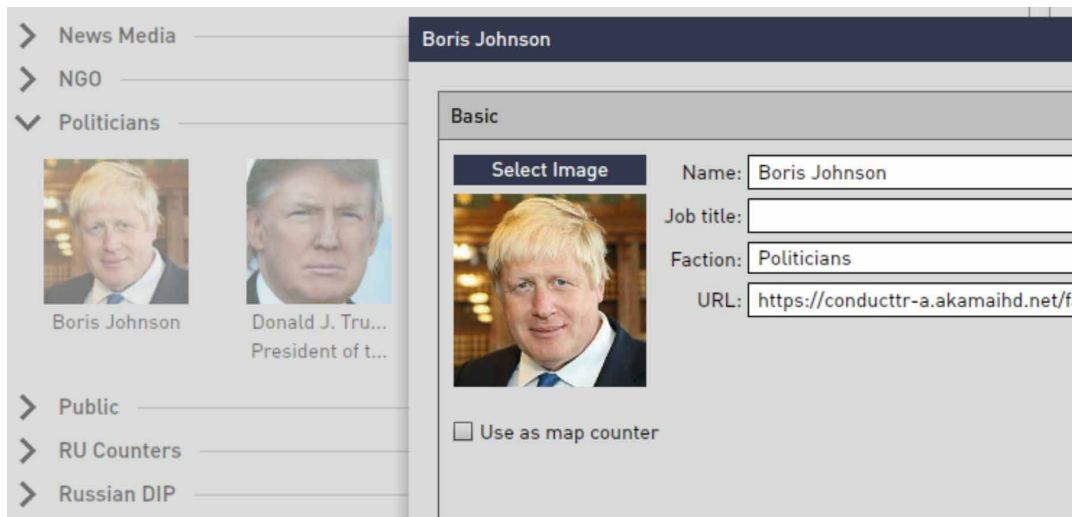 News Media
NGO
Politicians
Boris Johnson
Donald J. Tru...
President of t...
Public
RU Counters
Russian DIP
Boris Johnson
Basic
Select Image
Name: Boris Johnson
Job title:
Faction: Politicians
URL: https://conducttr-a.akamaihd.net/f
Use as map counter